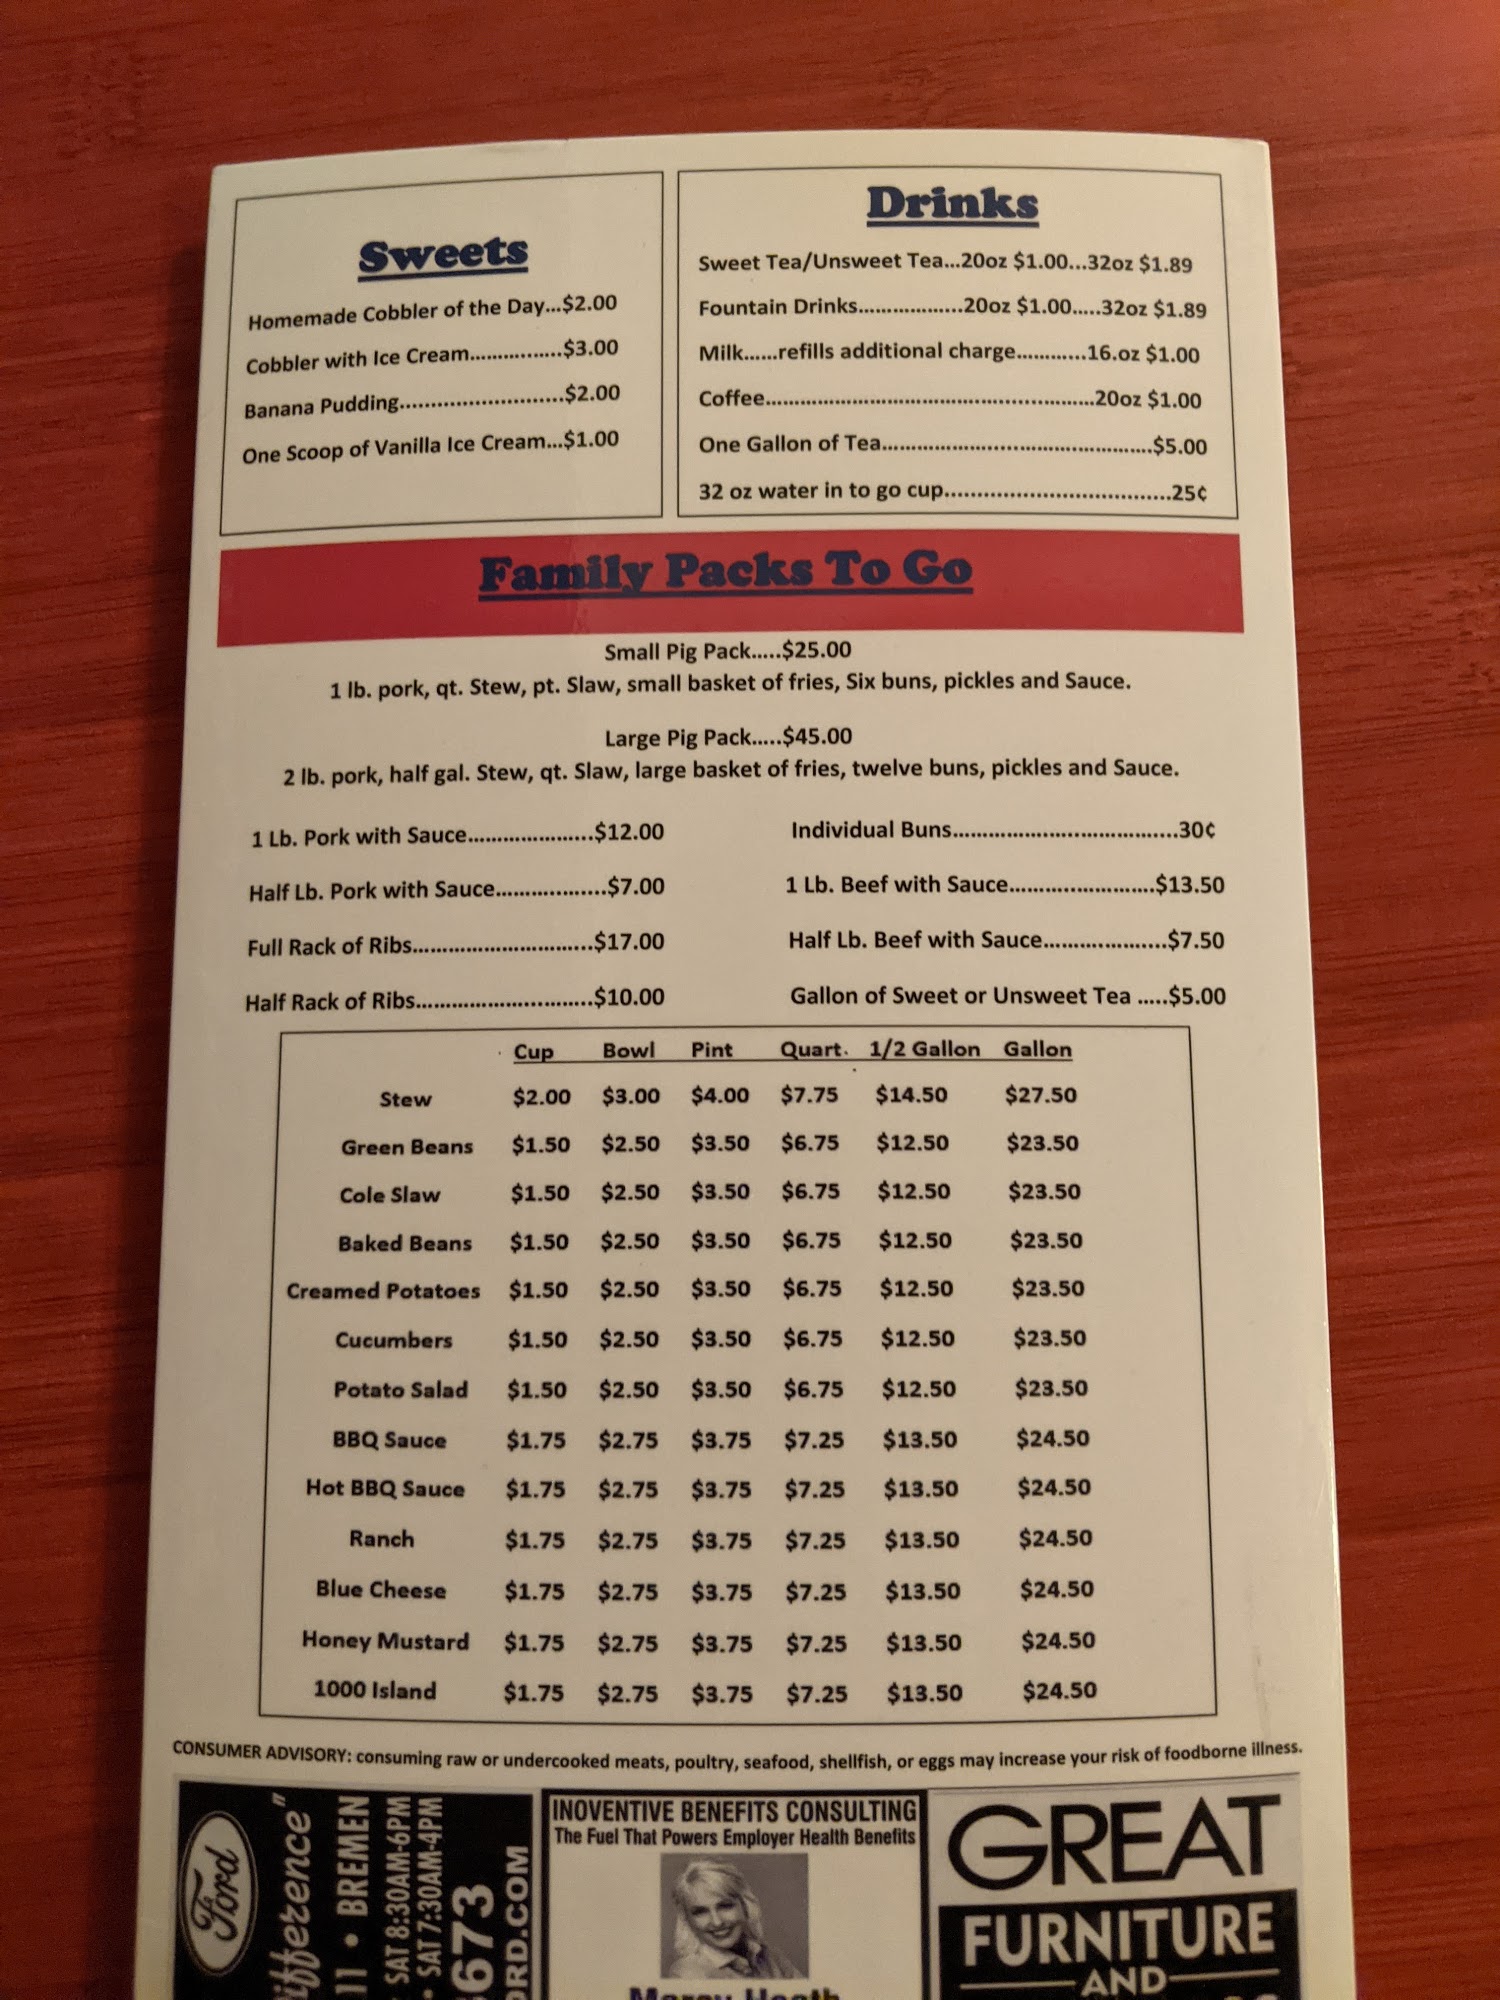 Sweets
Homemade Cobbler of the Day...$2.00
Cobbler with Ice Cream...............$3.00
Banana Pudding...........................$2.00
One Scoop of Vanilla Ice Cream...$1.00
Drinks
Sweet Tea/Unsweet Tea...20oz $1.00...32oz $1.89
Fountain Drinks.................20oz $1.00.....32oz $1.89
Milk......refills additional charge............16.oz $1.00
Coffee......................................................20oz $1.00
One Gallon of Tea.............................................$5.00
32 oz water in to go cup......................................25¢
Family Packs To Go
Small Pig Pack.....$25.00
1 lb. pork, qt. Stew, pt. Slaw, small basket of fries, Six buns, pickles and Sauce.
Large Pig Pack.....$45.00
2 lb. pork, half gal. Stew, qt. Slaw, large basket of fries, twelve buns, pickles and Sauce.
1 Lb. Pork with Sauce.....................$12.00
Half Lb. Pork with Sauce..................$7.00
Full Rack of Ribs..............................$17.00
Half Rack of Ribs.............................$10.00
Individual Buns.....................................30¢
1 Lb. Beef with Sauce........................$13.50
Half Lb. Beef with Sauce....................$7.50
Gallon of Sweet or Unsweet Tea .....$5.00
Cup Bowl Pint Quart. 1/2 Gallon Gallon
Stew $2.00 $3.00 $4.00 $7.75 $14.50 $27.50
Green Beans $1.50 $2.50 $3.50 $6.75 $12.50 $23.50
Cole Slaw $1.50 $2.50 $3.50 $6.75 $12.50 $23.50
Baked Beans $1.50 $2.50 $3.50 $6.75 $12.50 $23.50
Creamed Potatoes $1.50 $2.50 $3.50 $6.75 $12.50 $23.50
Cucumbers $1.50 $2.50 $3.50 $6.75 $12.50 $23.50
Potato Salad $1.50 $2.50 $3.50 $6.75 $12.50 $23.50
BBQ Sauce $1.75 $2.75 $3.75 $7.25 $13.50 $24.50
Hot BBQ Sauce $1.75 $2.75 $3.75 $7.25 $13.50 $24.50
Ranch $1.75 $2.75 $3.75 $7.25 $13.50 $24.50
Blue Cheese $1.75 $2.75 $3.75 $7.25 $13.50 $24.50
Honey Mustard $1.75 $2.75 $3.75 $7.25 $13.50 $24.50
1000 Island $1.75 $2.75 $3.75 $7.25 $13.50 $24.50
CONSUMER ADVISORY: consuming raw or undercooked meats, poultry, seafood, shellfish, or eggs may increase your risk of foodborne illness.
Ford
ifference"
11 • BREMEN
SAT 8:30AM-6PM
• SAT 7:30AM-4PM
673
ORD.COM
INOVENTIVE BENEFITS CONSULTING
The Fuel That Powers Employer Health Benefits
GREAT
FURNITURE
AND